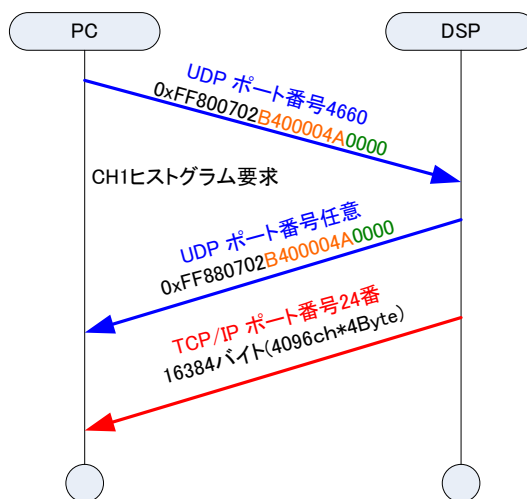 PC
DSP
UDP ポート番号4660
0xFF800702B400004A0000
CH1ヒストグラム要求
UDP ポート番号任意
0xFF880702B400004A0000
TCP/IP ポート番号24番
16384バイト(4096ch*4Byte)